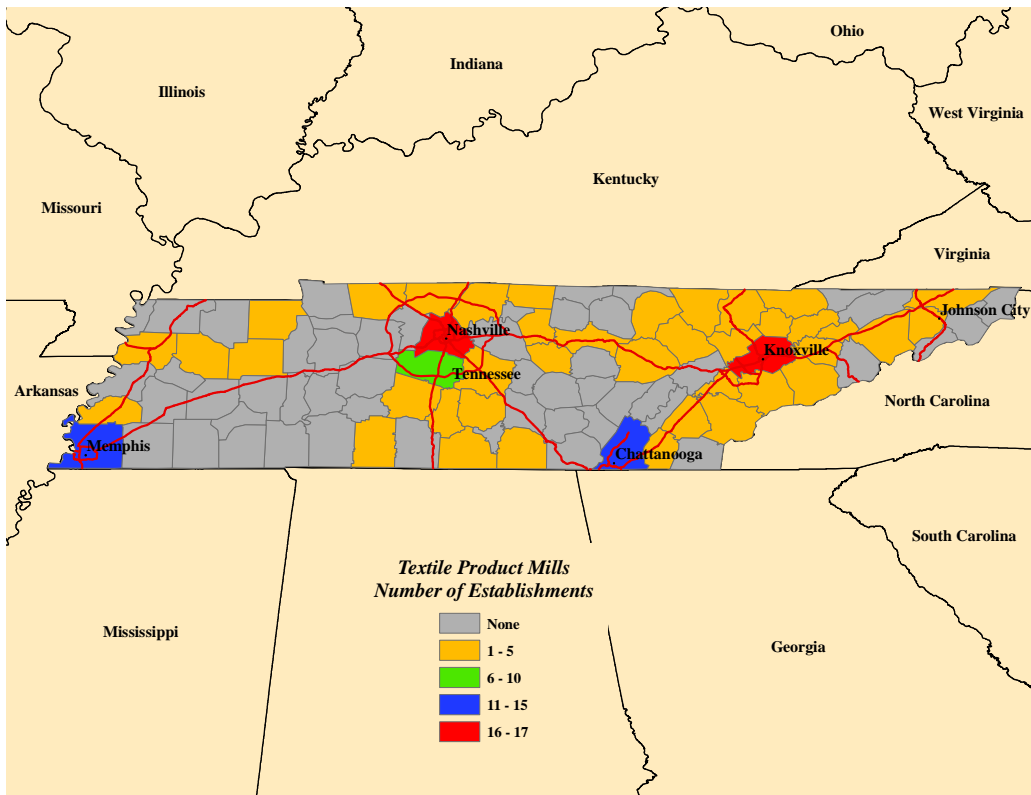 Ohio
Indiana
Illinois
West Virginia
Kentucky
Missouri
Virginia
Johnson City
Nashville
Knoxville
Tennessee
Arkansas
North Carolina
Memphis
Chattanooga
South Carolina
Textile Product Mills
Number of Establishments
None
1 - 5
6 - 10
11 - 15
16 - 17
Mississippi
Georgia